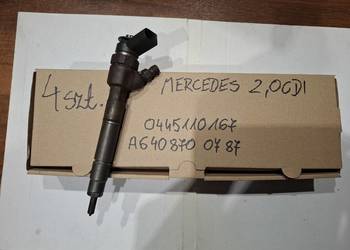 4 szt. MERCEDES 2,0CDI
0445110167
A640 870 07 87